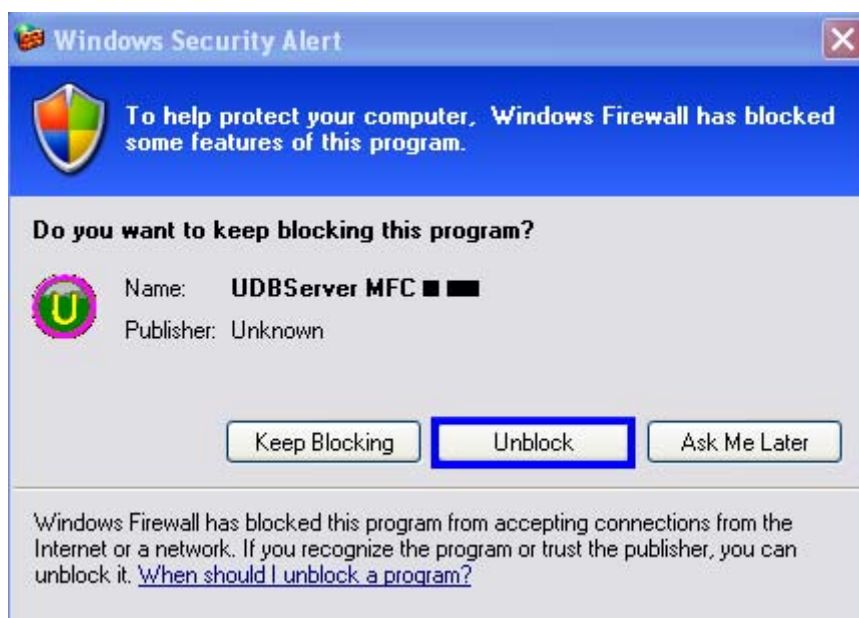 Windows Security Alert
To help protect your computer, Windows Firewall has blocked
some features of this program.
Do you want to keep blocking this program?
Name: UDBServer MFC
Publisher: Unknown
Keep Blocking Unblock Ask Me Later
Windows Firewall has blocked this program from accepting connections from the
Internet or a network. If you recognize the program or trust the publisher, you can
unblock it. When should I unblock a program?